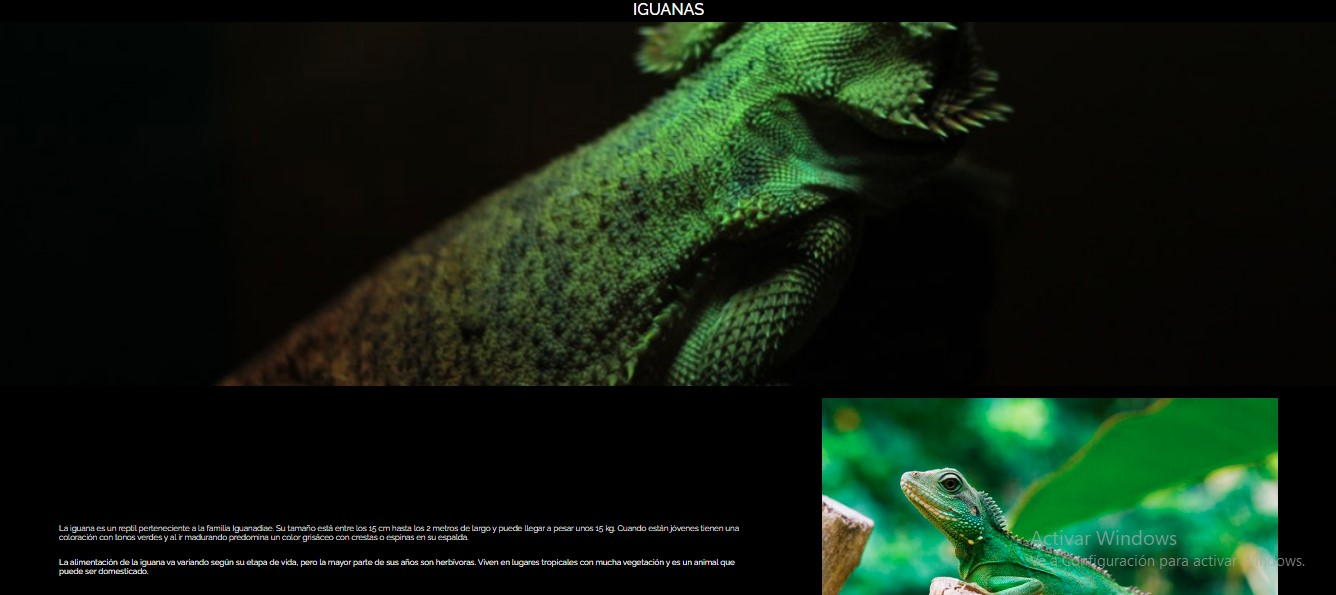 IGUANAS
La iguana es un reptil perteneciente a la familia Iguanadiae. Su tamaño está entre los 15 cm hasta los 2 metros de largo y puede llegar a pesar unos 15 kg. Cuando están jóvenes tienen una
coloración con tonos verdes y al ir madurando predomina un color grisáceo con crestas o espinas en su espalda.
La alimentación de la iguana va variando según su etapa de vida, pero la mayor parte de sus años son herbívoras. Viven en lugares tropicales con mucha vegetación y es un animal que
puede ser domesticado.
Activar Windows
Ve a Configuración para activar Windows.